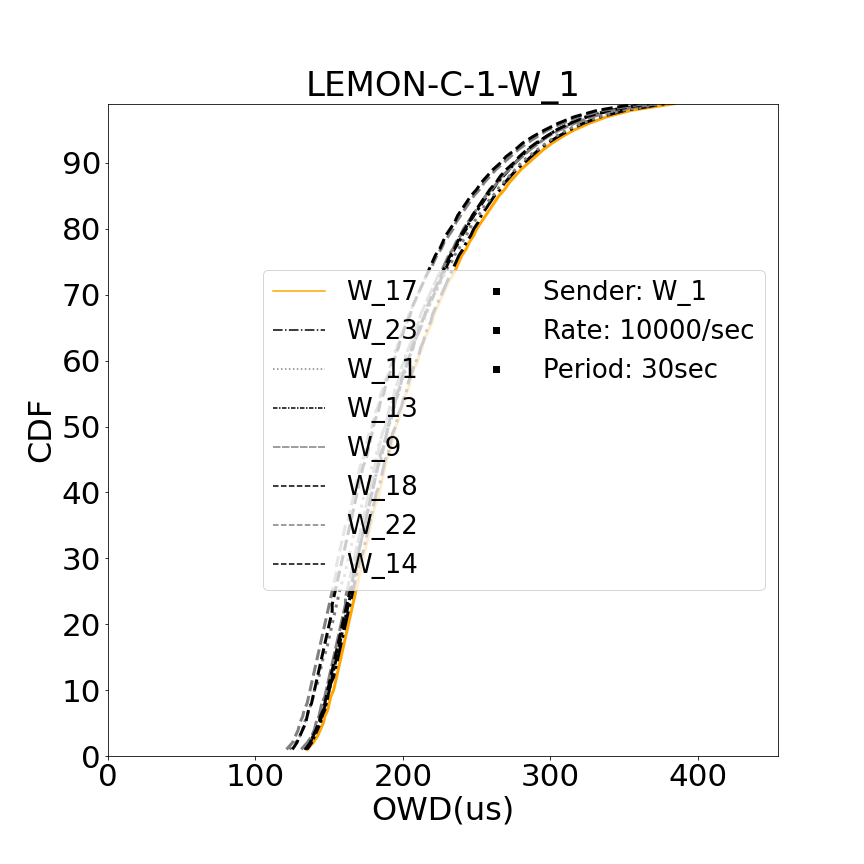 LEMON-C-1-W_1
CDF
90
80
70
60
50
40
30
20
10
0
W_17
W_23
W_11
W_13
W_9
W_18
W_22
W_14
Sender: W_1
Rate: 10000/sec
Period: 30sec
0 100 200 300 400
OWD(us)